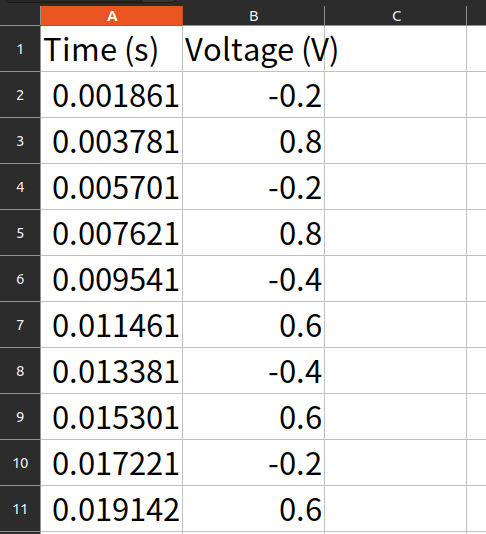 A B C
1 Time (s) Voltage (V)
2 0.001861 -0.2
3 0.003781 0.8
4 0.005701 -0.2
5 0.007621 0.8
6 0.009541 -0.4
7 0.011461 0.6
8 0.013381 -0.4
9 0.015301 0.6
10 0.017221 -0.2
11 0.019142 0.6